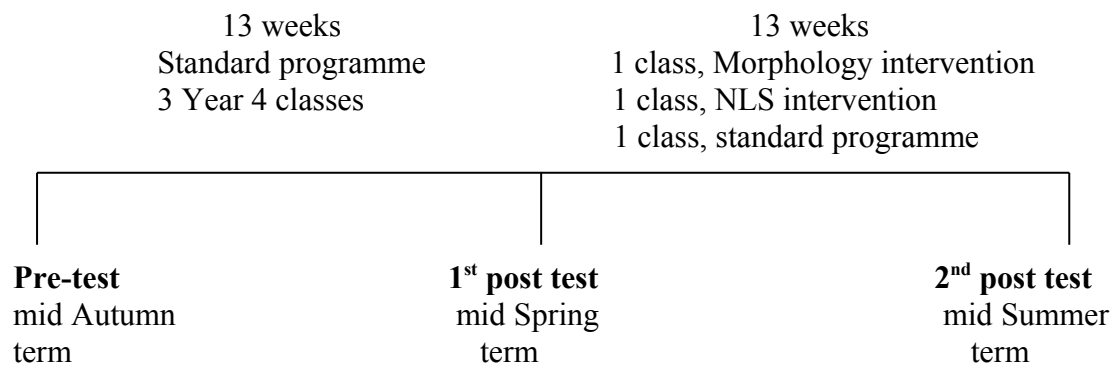 13 weeks
Standard programme
3 Year 4 classes
13 weeks
1 class, Morphology intervention
1 class, NLS intervention
1 class, standard programme
Pre-test
mid Autumn
term
1st post test
mid Spring
term
2nd post test
mid Summer
term